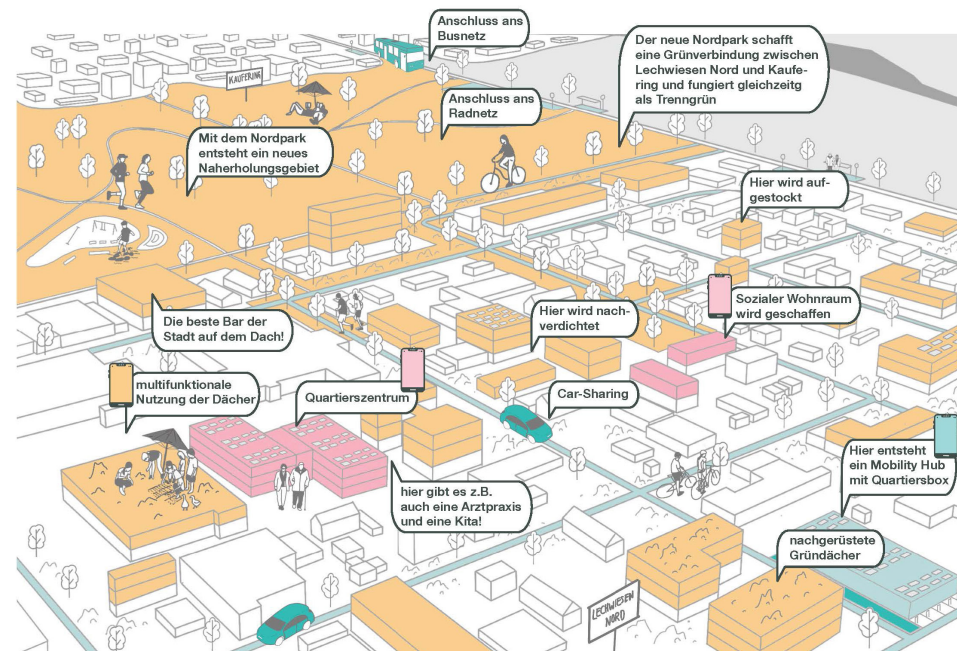 Anschluss ans
Busnetz
Der neue Nordpark schafft
eine Grünverbindung zwischen
Lechwiesen Nord und Kaufe-
ring und fungiert gleichzeitg
als Trenngrün
KAUFERING
Anschluss ans
Radnetz
Mit dem Nordpark
entsteht ein neues
Naherholungsgebiet
Hier wird auf-
gestockt
Die beste Bar der
Stadt auf dem Dach!
Hier wird nach-
verdichtet
Sozialer Wohnraum
wird geschaffen
multifunktionale
Nutzung der Dächer
Quartierszentrum
Car-Sharing
Hier entsteht
ein Mobility Hub
mit Quartiersbox
hier gibt es z.B.
auch eine Arztpraxis
und eine Kita!
nachgerüstete
Gründächer
LECHWIESEN
NORD